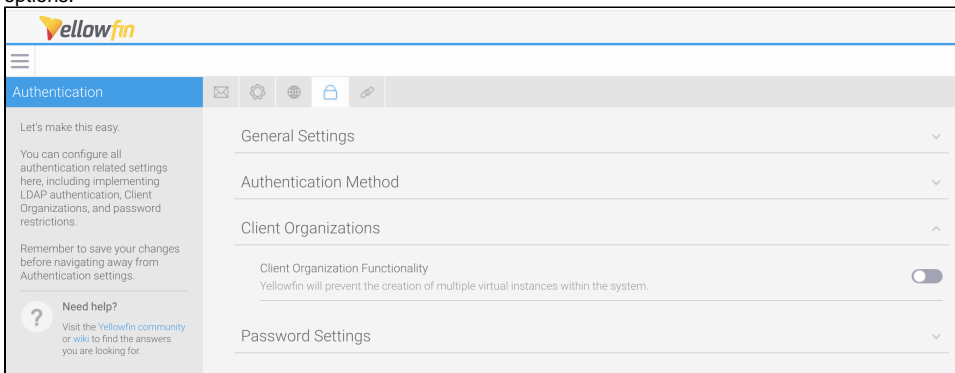 options.
Yellowfin
Authentication
Let's make this easy.
You can configure all
authentication related settings
here, including implementing
LDAP authentication, Client
Organizations, and password
restrictions.
Remember to save your changes
before navigating away from
Authentication settings.
?
Need help?
Visit the Yellowfin community
or wiki to find the answers
you are looking for.
General Settings
Authentication Method
Client Organizations
Client Organization Functionality
Yellowfin will prevent the creation of multiple virtual instances within the system.
Password Settings